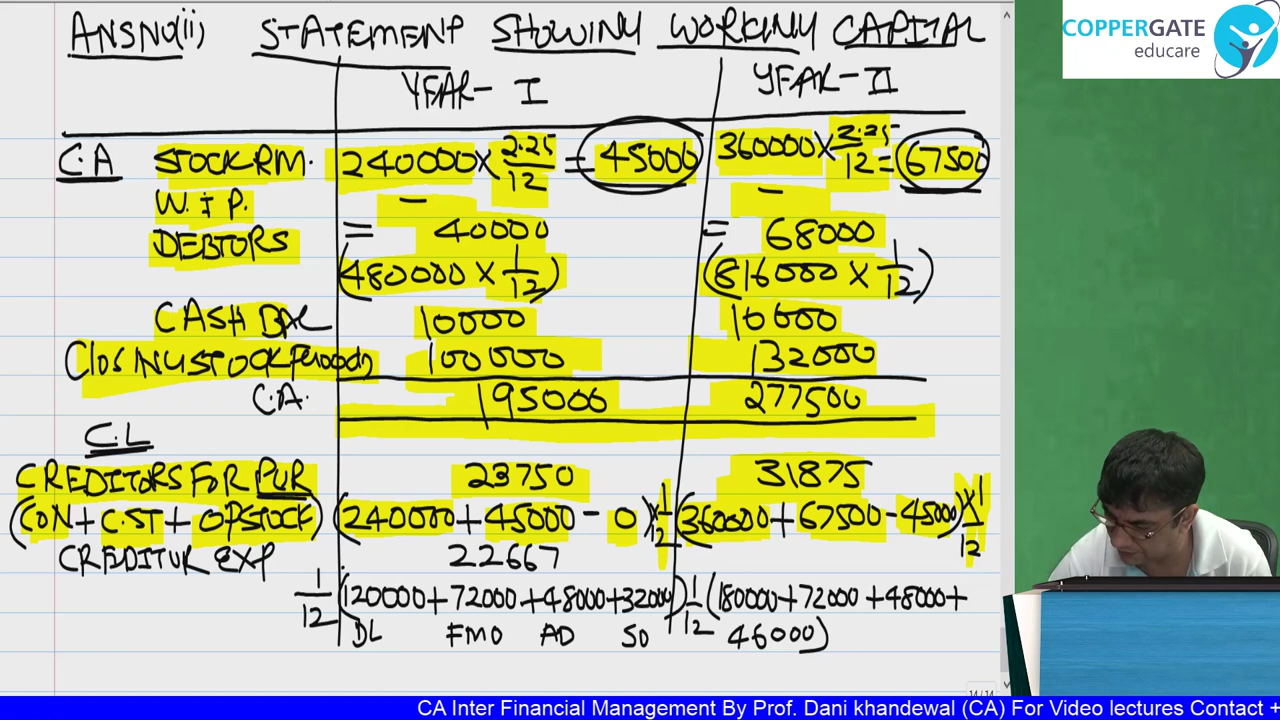 ANSNO(ii) STATEMENT SHOWING WORKING CAPITAL
YEAR - I YEAR - II
C.A STOCK RM. 240000 × 2.25/12 = 45000 360000 × 2.25/12 = 67500
W.I.P. - -
DEBTORS = 40000 = 68000
(480000 × 1/12) (816000 × 1/12)
CASH BAL 10000 10000
CloSING STOCK 100000 132000
C.A. 195000 277500
C.L
CREDITORS FOR PUR 23750 31875
(CON + C.ST + OPSTOCK) (240000 + 45000 - 0) × 1/12 (360000 + 67500 - 45000) × 1/12
CREDITOR EXP 22667
1/12 (120000 + 72000 + 48000 + 32000) 1/12 (180000 + 72000 + 48000 +
DL FMO AO SO 46000)
COPPERGATE
educare
14 / 14
CA Inter Financial Management By Prof. Dani khandewal (CA) For Video lectures Contact +